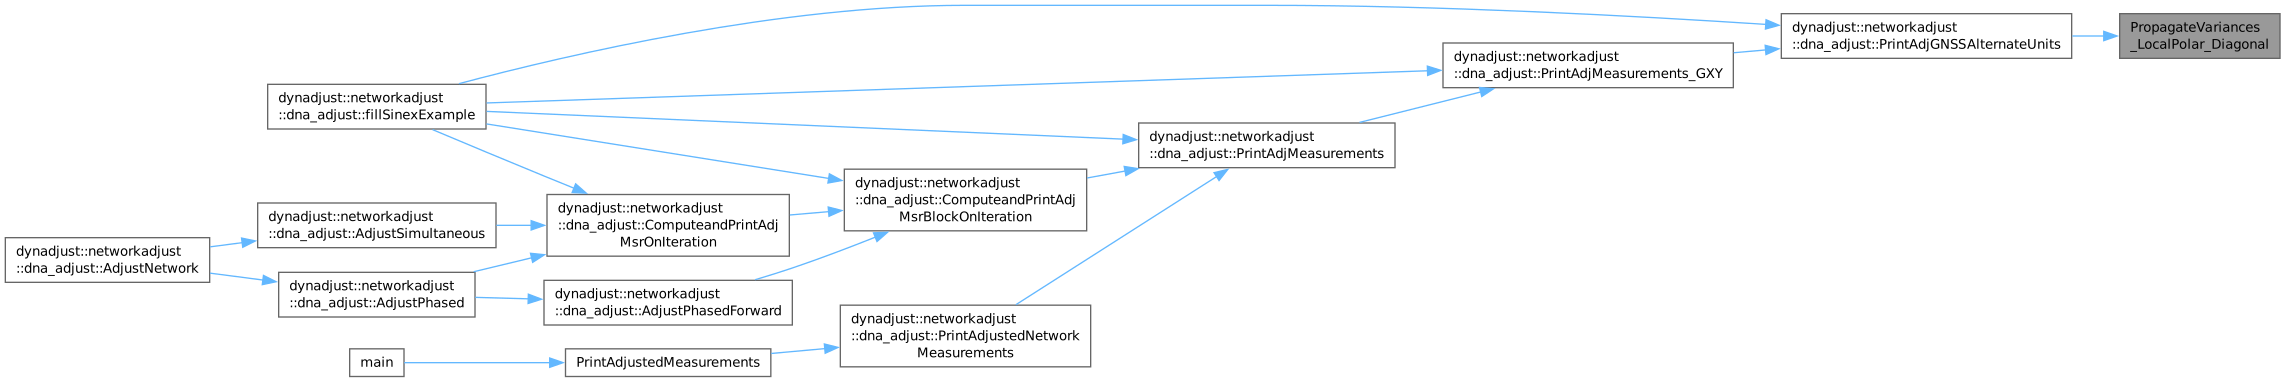 PropagateVariances
_LocalPolar_Diagonal
dynadjust::networkadjust
::dna_adjust::PrintAdjGNSSAlternateUnits
dynadjust::networkadjust
::dna_adjust::PrintAdjMeasurements_GXY
dynadjust::networkadjust
::dna_adjust::fillSinexExample
dynadjust::networkadjust
::dna_adjust::PrintAdjMeasurements
dynadjust::networkadjust
::dna_adjust::ComputeandPrintAdj
MsrBlockOnIteration
dynadjust::networkadjust
::dna_adjust::ComputeandPrintAdj
MsrOnIteration
dynadjust::networkadjust
::dna_adjust::AdjustSimultaneous
dynadjust::networkadjust
::dna_adjust::AdjustNetwork
dynadjust::networkadjust
::dna_adjust::AdjustPhased
dynadjust::networkadjust
::dna_adjust::AdjustPhasedForward
dynadjust::networkadjust
::dna_adjust::PrintAdjustedNetwork
Measurements
PrintAdjustedMeasurements
main